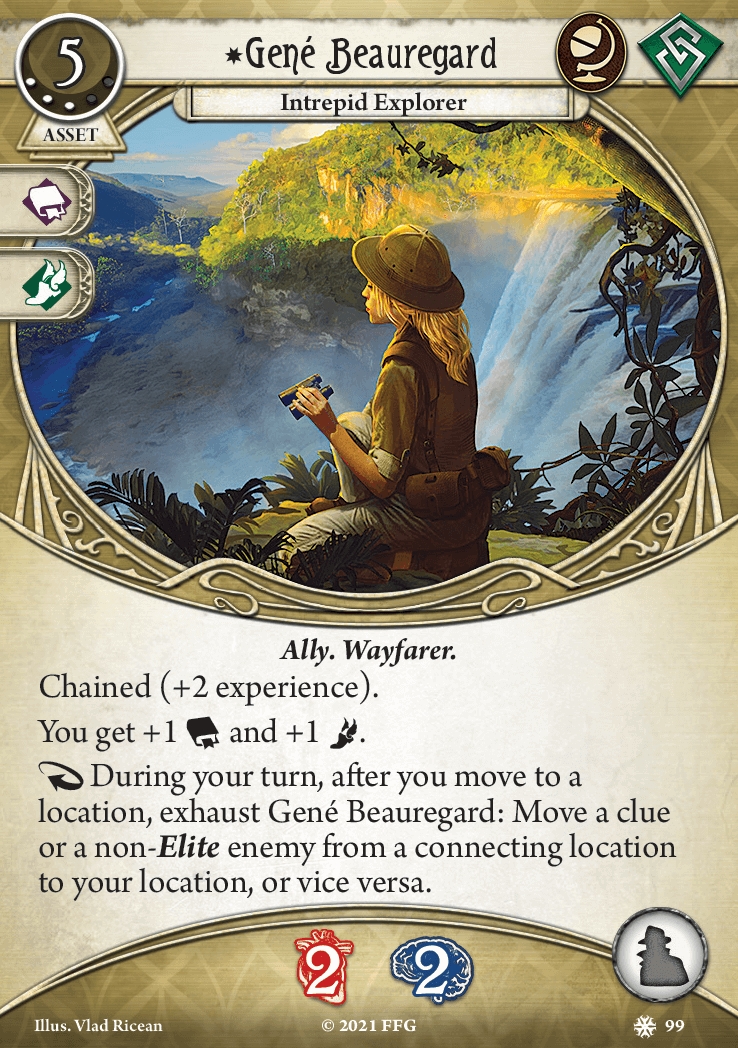 5
Gené Beauregard
Intrepid Explorer
ASSET
Ally. Wayfarer.
Chained (+2 experience).
You get +1 and +1 .
During your turn, after you move to a
location, exhaust Gené Beauregard: Move a clue
or a non-Elite enemy from a connecting location
to your location, or vice versa.
2 2
Illus. Vlad Ricean © 2021 FFG 99